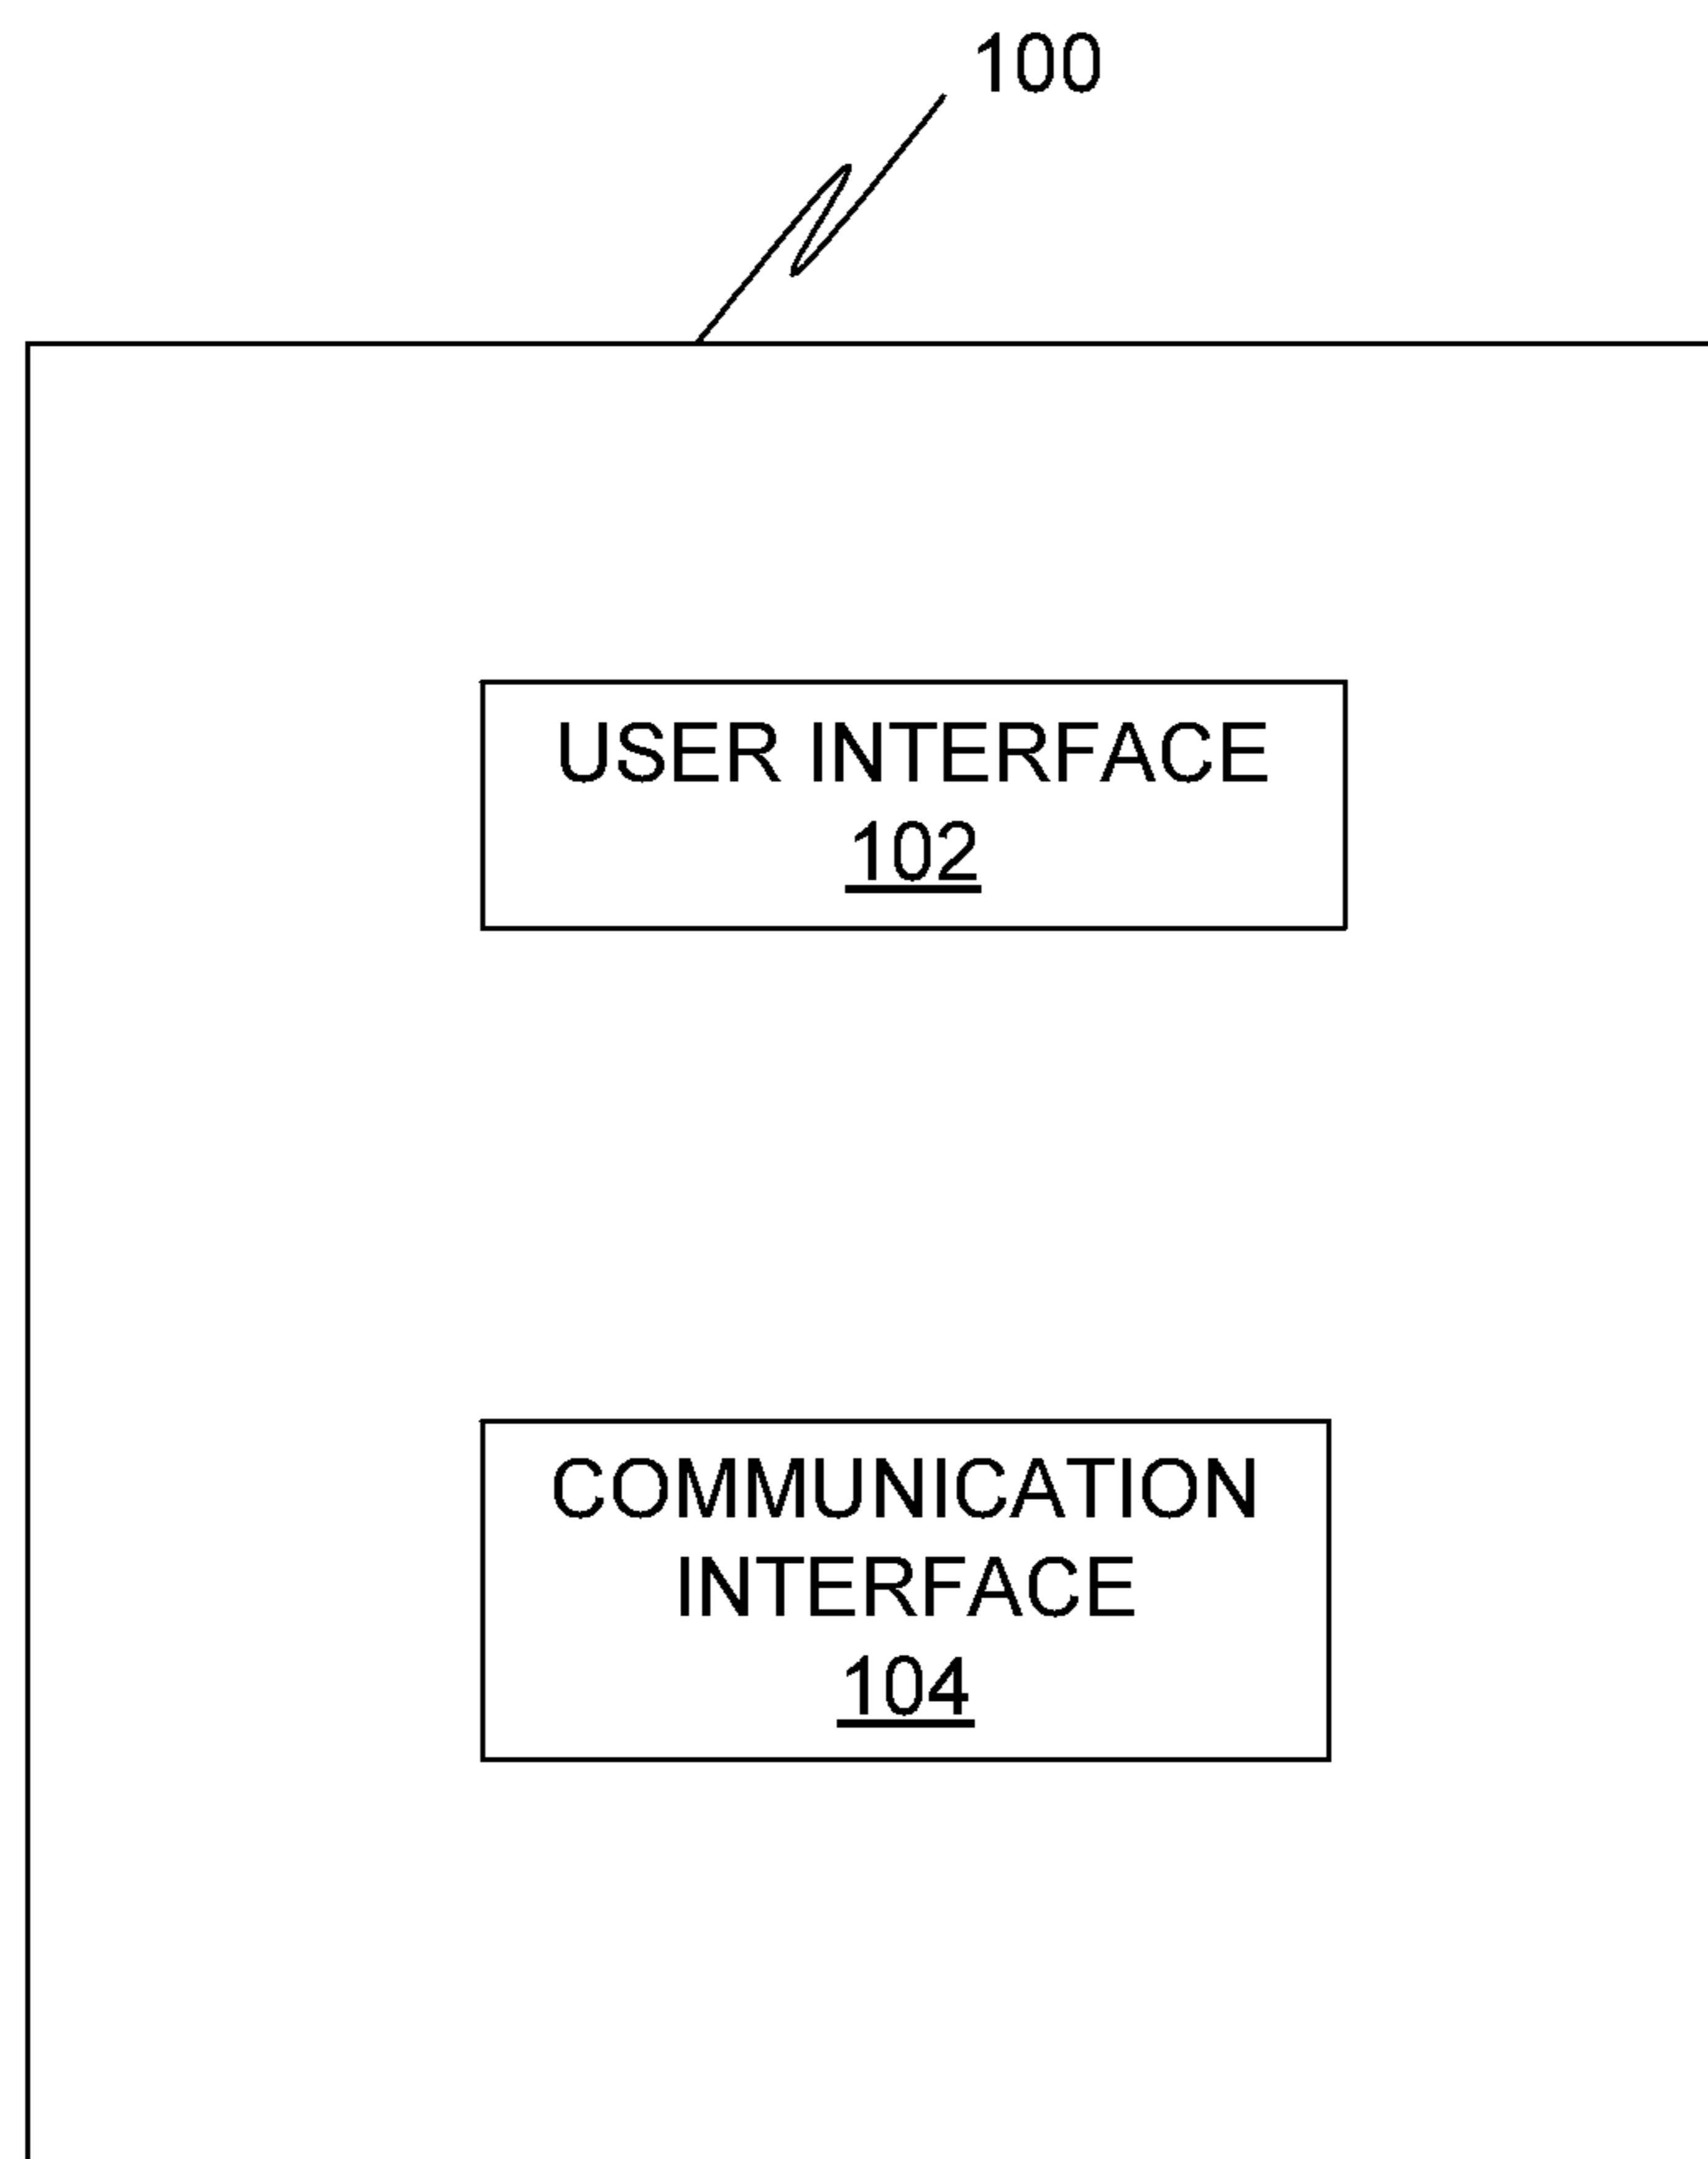 100
USER INTERFACE
102
COMMUNICATION
INTERFACE
104